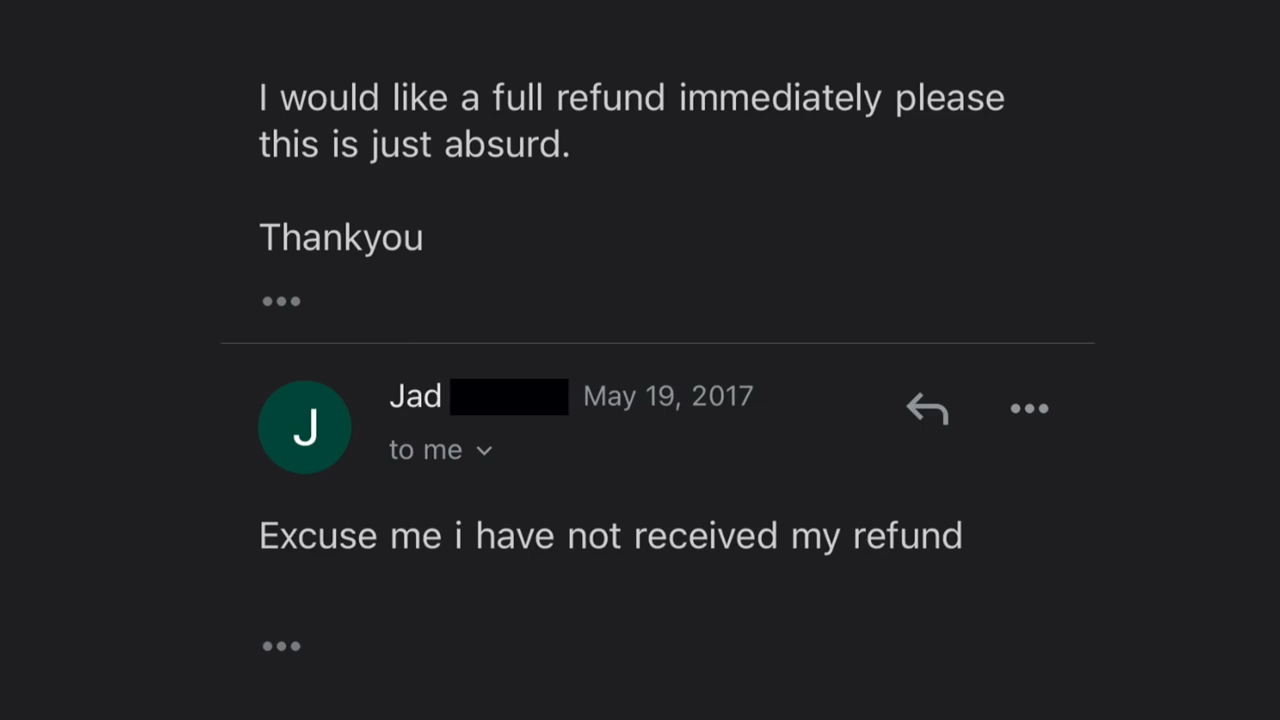 I would like a full refund immediately please
this is just absurd.
Thankyou
J
Jad May 19, 2017
to me
Excuse me i have not received my refund